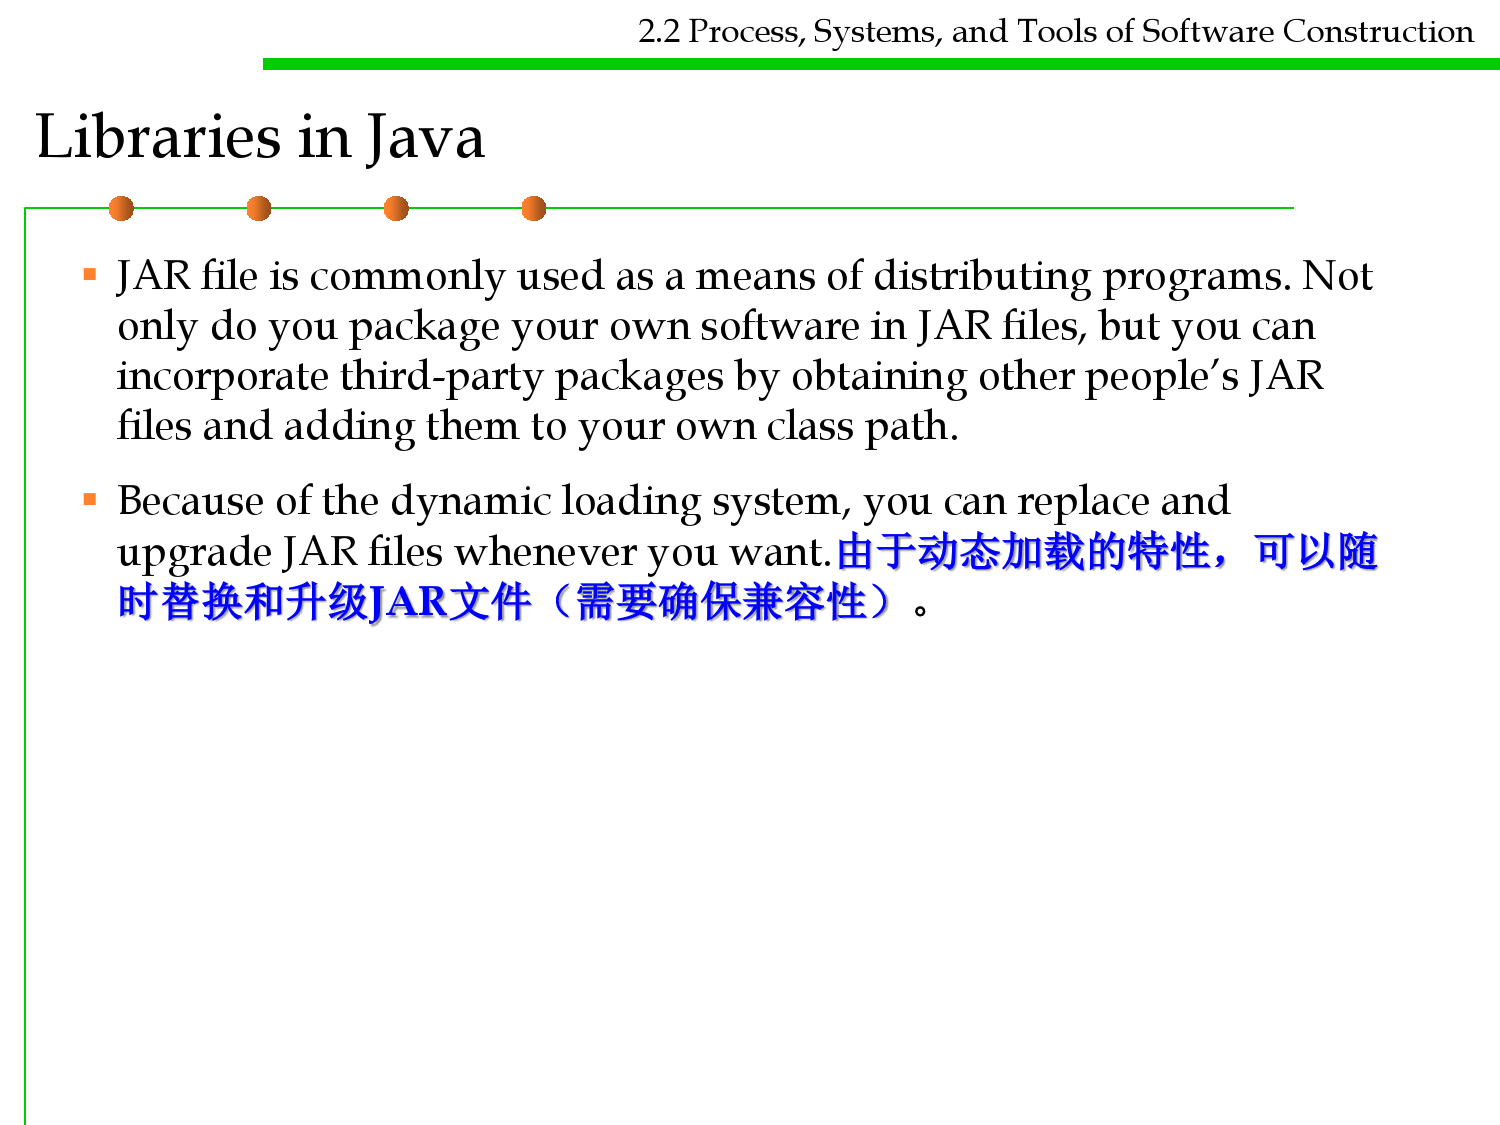 2.2 Process, Systems, and Tools of Software Construction
Libraries in Java
JAR file is commonly used as a means of distributing programs. Not
only do you package your own software in JAR files, but you can
incorporate third-party packages by obtaining other people’s JAR
files and adding them to your own class path.
Because of the dynamic loading system, you can replace and
upgrade JAR files whenever you want.由于动态加载的特性，可以随
时替换和升级JAR文件（需要确保兼容性）。